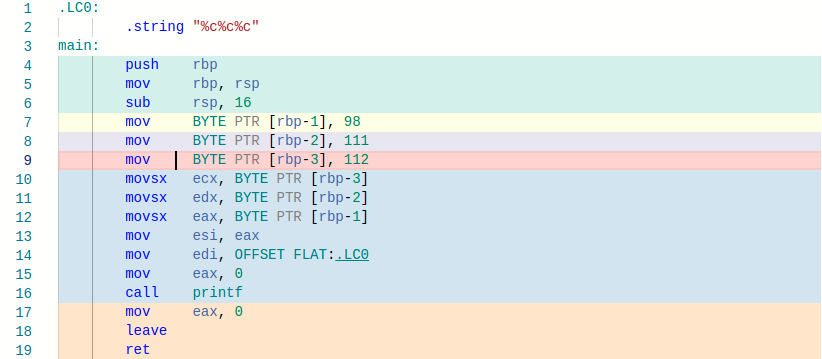 1 .LC0:
2 .string "%c%c%c"
3 main:
4 push rbp
5 mov rbp, rsp
6 sub rsp, 16
7 mov BYTE PTR [rbp-1], 98
8 mov BYTE PTR [rbp-2], 111
9 mov BYTE PTR [rbp-3], 112
10 movsx ecx, BYTE PTR [rbp-3]
11 movsx edx, BYTE PTR [rbp-2]
12 movsx eax, BYTE PTR [rbp-1]
13 mov esi, eax
14 mov edi, OFFSET FLAT:.LC0
15 mov eax, 0
16 call printf
17 mov eax, 0
18 leave
19 ret